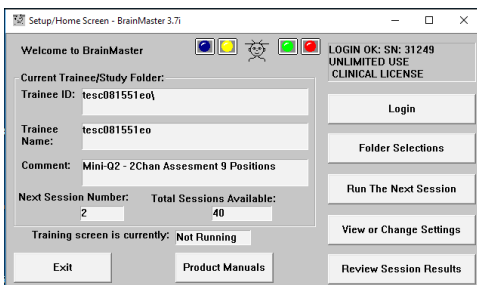 Setup/Home Screen - BrainMaster 3.7i
Welcome to BrainMaster
LOGIN OK: SN: 31249
UNLIMITED USE
CLINICAL LICENSE
Current Trainee/Study Folder:
Trainee ID: tesc081551eo\
Trainee
Name: tesc081551eo
Comment: Mini-Q2 - 2Chan Assesment 9 Positions
Next Session Number: Total Sessions Available:
2 40
Training screen is currently: Not Running
Exit
Product Manuals
Login
Folder Selections
Run The Next Session
View or Change Settings
Review Session Results